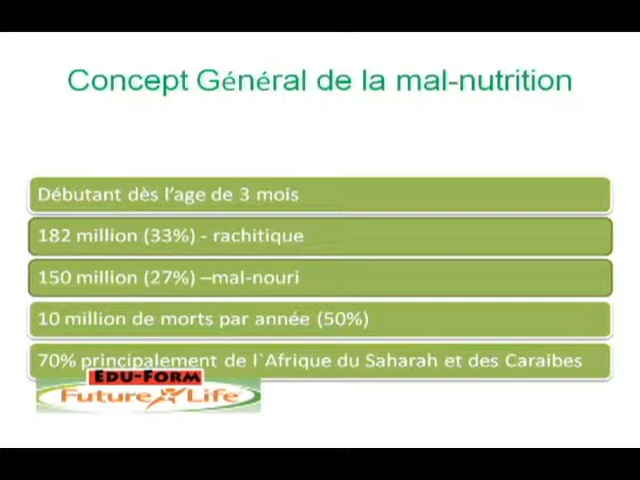 Concept Général de la mal-nutrition
Débutant dès l'age de 3 mois
182 million (33%) - rachitique
150 million (27%) –mal-nouri
10 million de morts par année (50%)
70% principalement de l`Afrique du Saharah et des Caraibes
EDU-FORM
Future Life